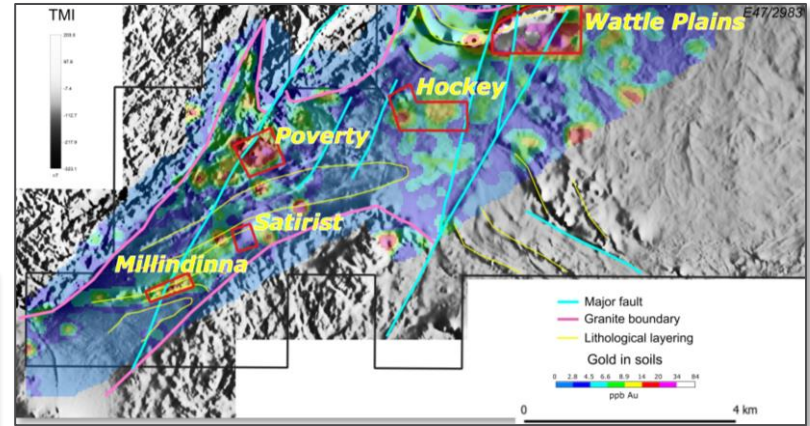 TMI
E47/2983
Wattle Plains
Hockey
Poverty
Satirist
Millindinna
Major fault
Granite boundary
Lithological layering
Gold in soils
0 2.8 4.5 6.6 8.9 14 20 34 84
ppb Au
0 4 km